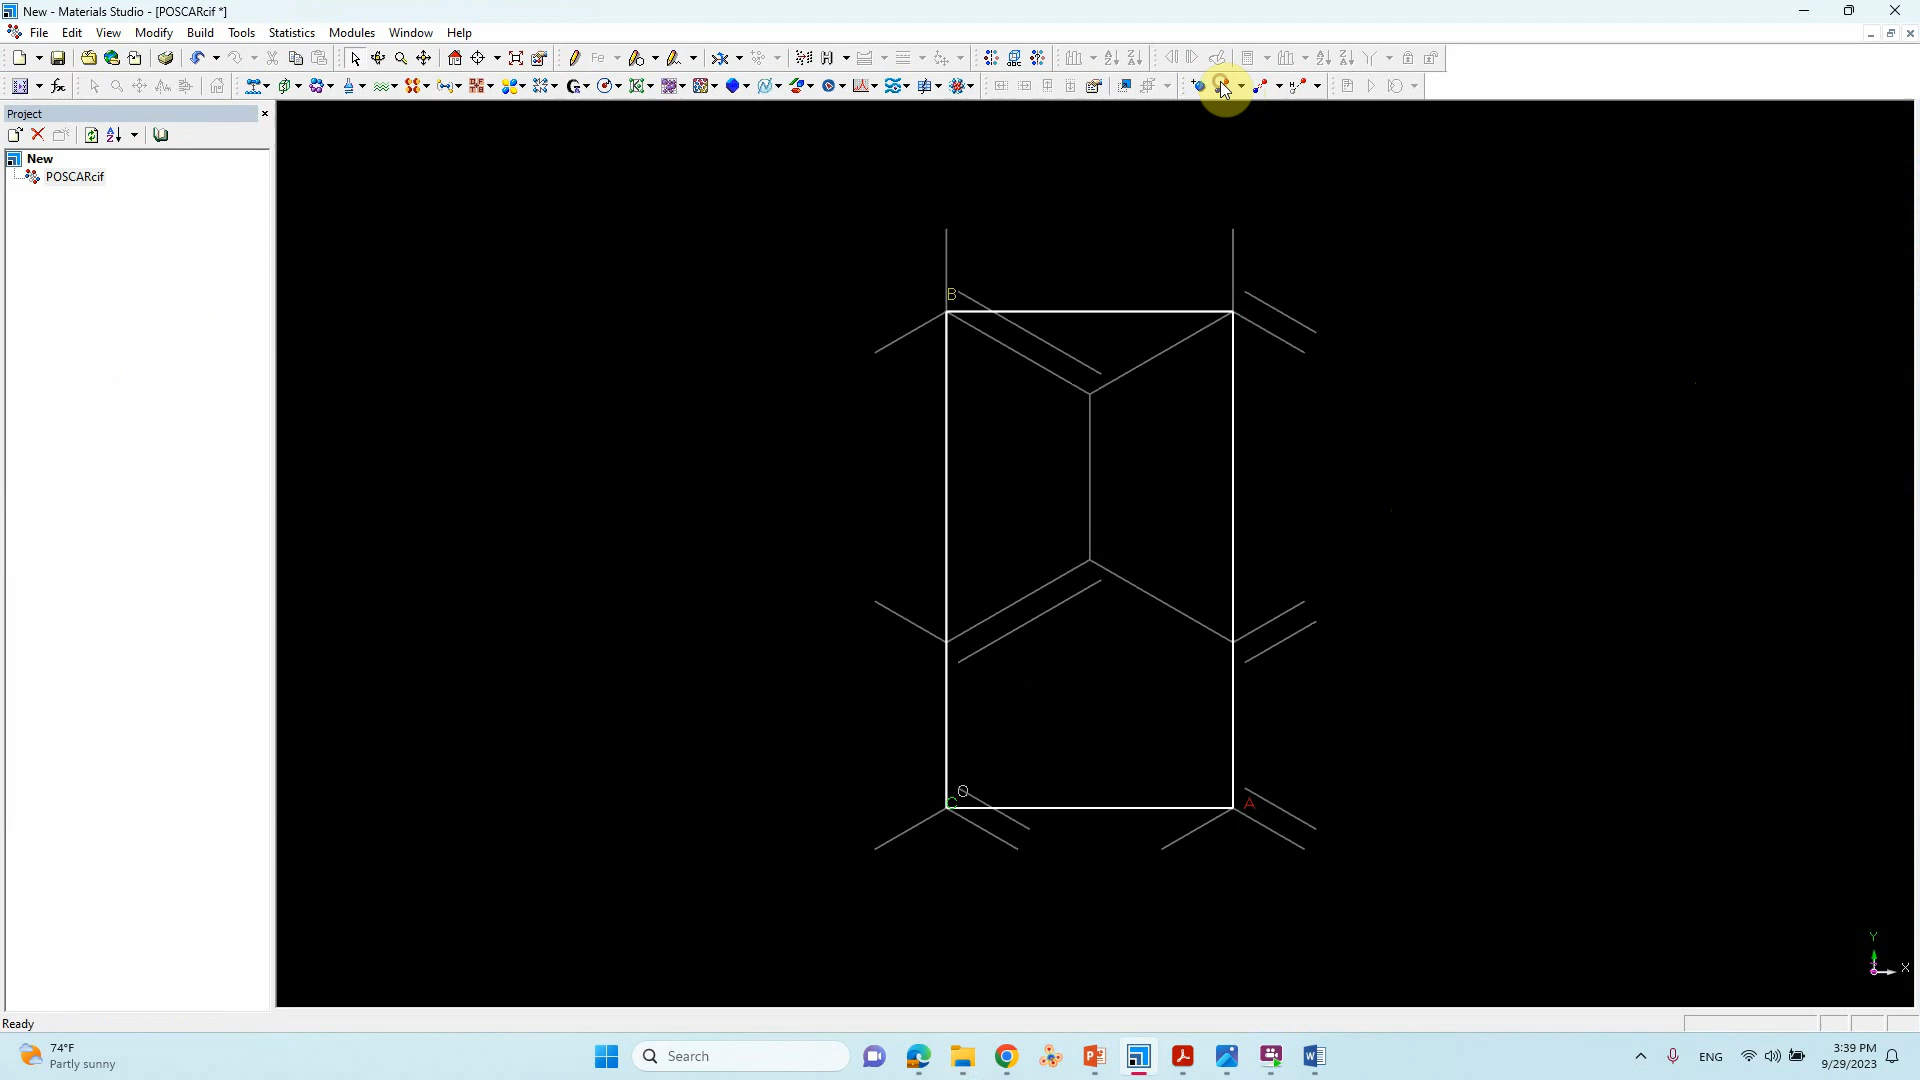 New - Materials Studio - [POSCARcif *]
File Edit View Modify Build Tools Statistics Modules Window Help
Fe
Project
New
POSCARcif
B
O
C
A
Y
X
Ready
74°F
Partly sunny
Search
ENG
3:39 PM
9/29/2023